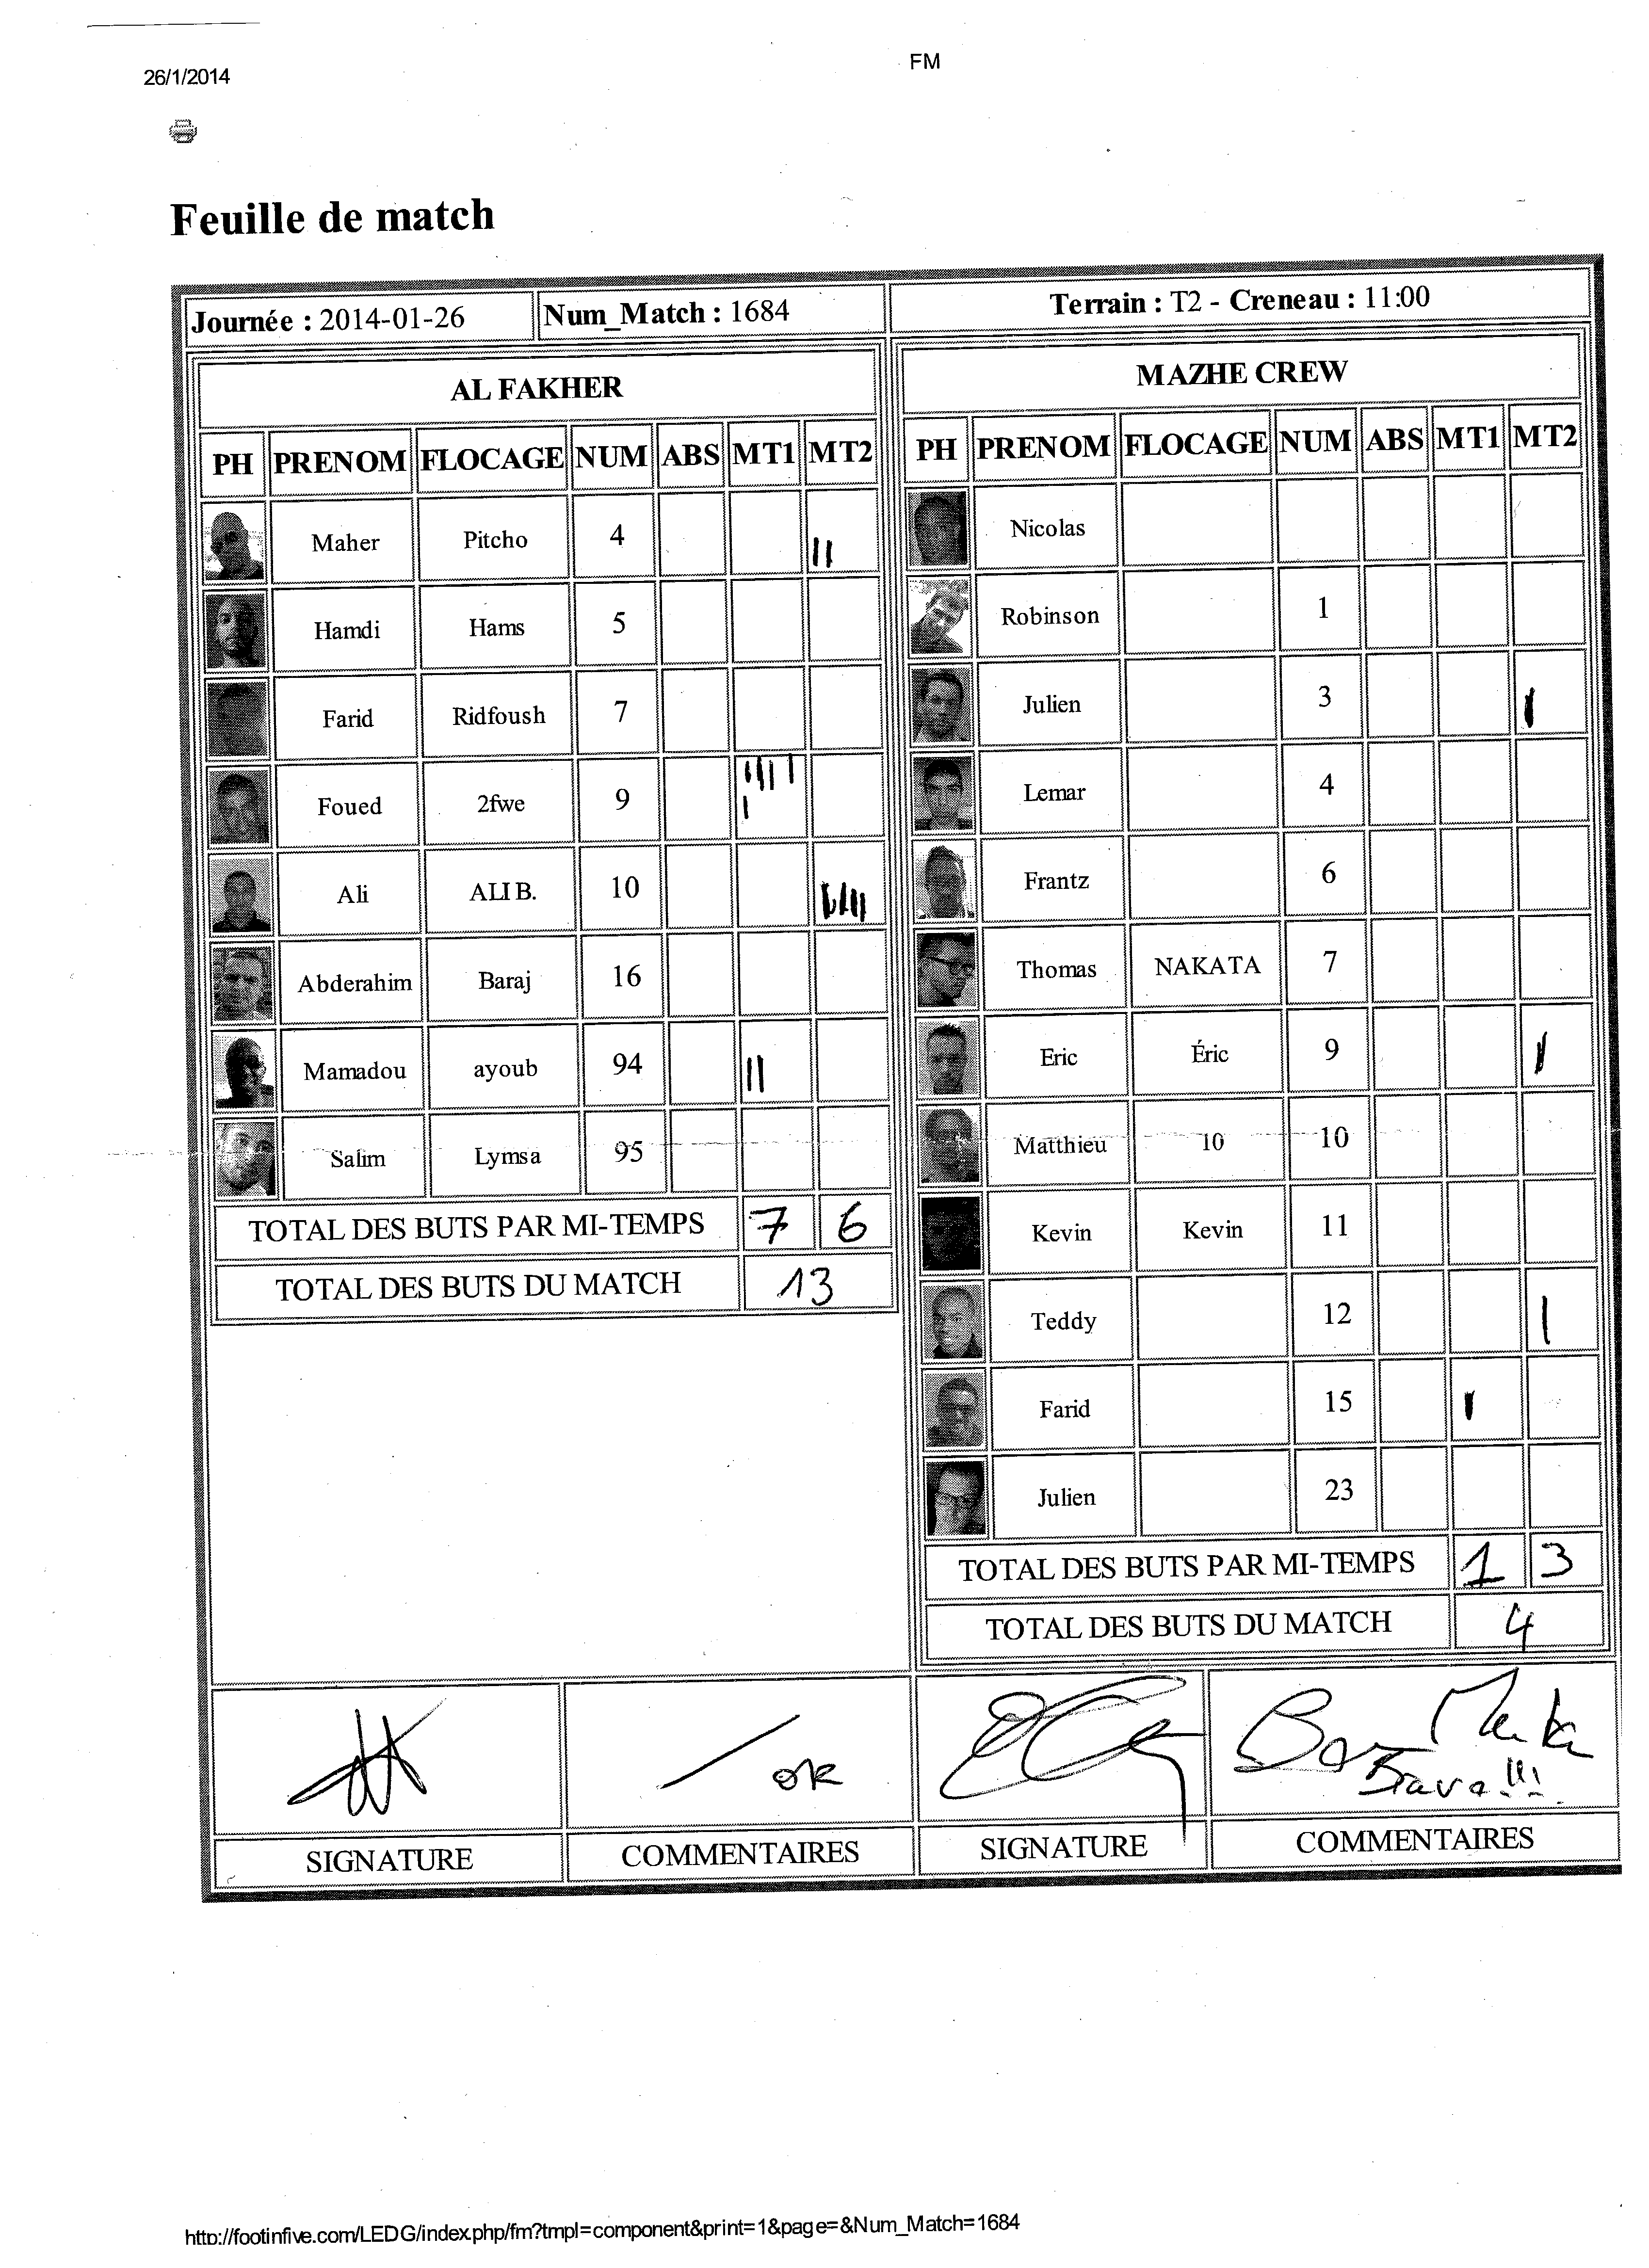 26/1/2014
FM
Feuille de match
Journée : 2014-01-26 Num_Match : 1684 Terrain : T2 - Creneau : 11:00
AL FAKHER
PH PRENOM FLOCAGE NUM ABS MT1 MT2
Maher Pitcho 4 ||
Hamdi Hams 5
Farid Ridfoush 7
Foued 2fwe 9 |||| |
Ali ALI B. 10 ||||
Abderahim Baraj 16
Mamadou ayoub 94 ||
Salim Lymsa 95
TOTAL DES BUTS PAR MI-TEMPS 7 6
TOTAL DES BUTS DU MATCH 13
MAZHE CREW
PH PRENOM FLOCAGE NUM ABS MT1 MT2
Nicolas
Robinson 1
Julien 3 |
Lemar 4
Frantz 6
Thomas NAKATA 7
Eric Éric 9 |
Matthieu 10 10
Kevin Kevin 11
Teddy 12 |
Farid 15 |
Julien 23
TOTAL DES BUTS PAR MI-TEMPS 1 3
TOTAL DES BUTS DU MATCH 4
OK
Bravo !!!
SIGNATURE COMMENTAIRES SIGNATURE COMMENTAIRES
http://footinfive.com/LEDG/index.php/fm?tmpl=component&print=1&page=&Num_Match=1684